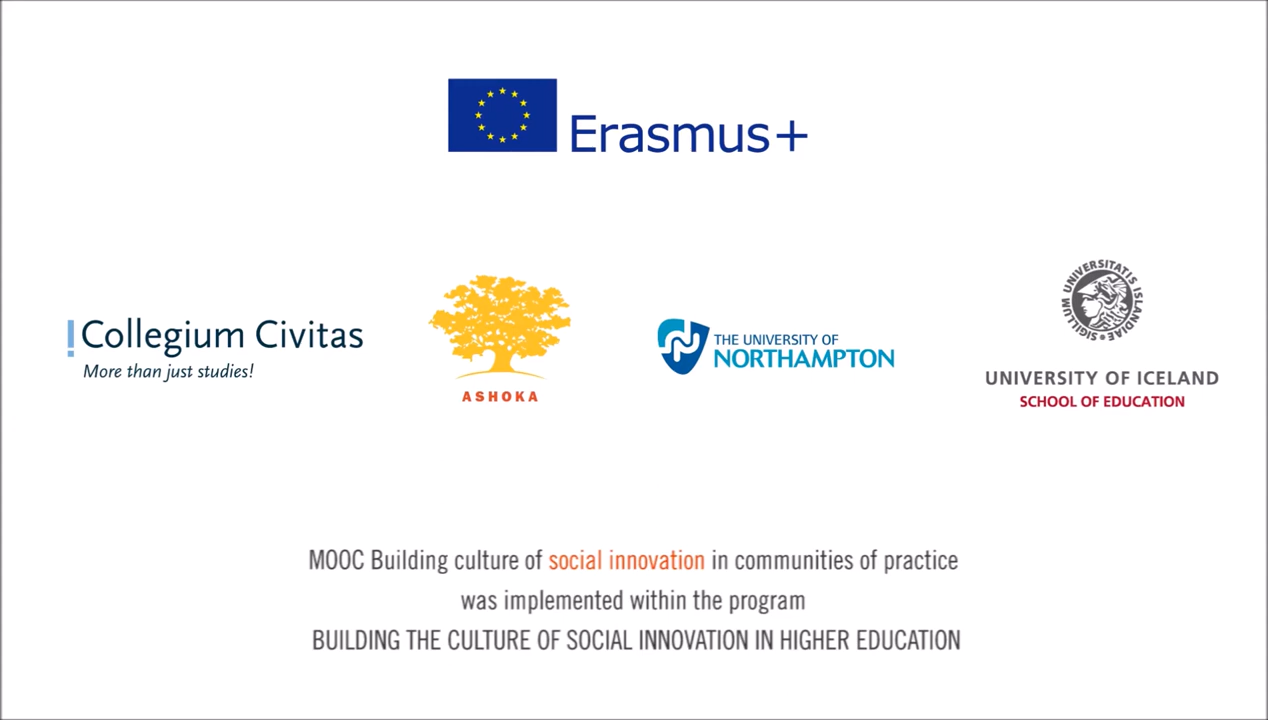 Erasmus+
Collegium Civitas
More than just studies!
ASHOKA
THE UNIVERSITY OF
NORTHAMPTON
SIGILLUM UNIVERSITATIS ISLANDIAE
UNIVERSITY OF ICELAND
SCHOOL OF EDUCATION
MOOC Building culture of social innovation in communities of practice
was implemented within the program
BUILDING THE CULTURE OF SOCIAL INNOVATION IN HIGHER EDUCATION